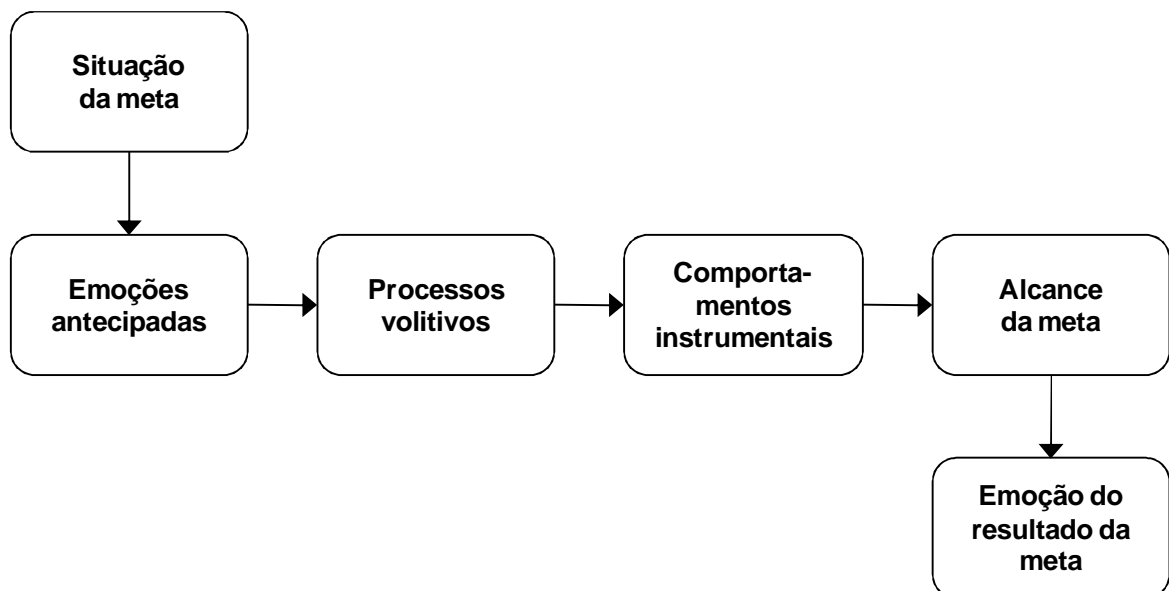 Situação
da meta
Emoções
antecipadas
Processos
volitivos
Comporta-
mentos
instrumentais
Alcance
da meta
Emoção do
resultado da
meta